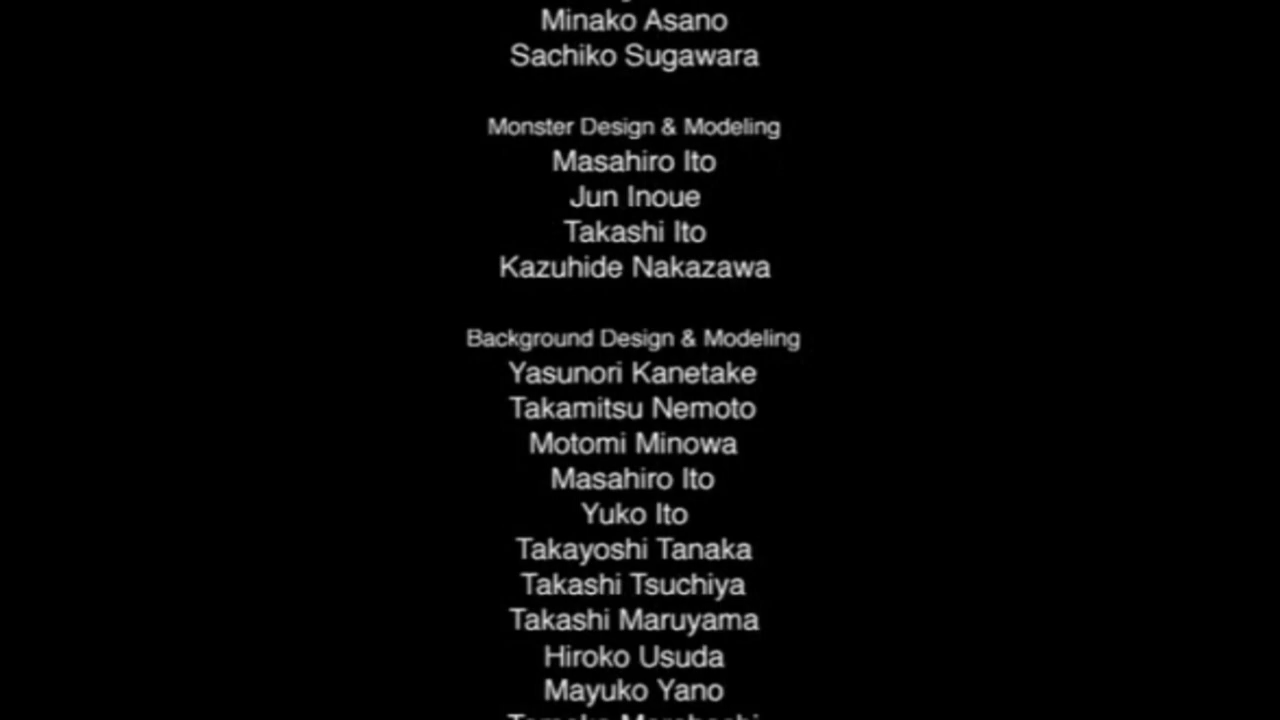 Minako Asano
Sachiko Sugawara
Monster Design & Modeling
Masahiro Ito
Jun Inoue
Takashi Ito
Kazuhide Nakazawa
Background Design & Modeling
Yasunori Kanetake
Takamitsu Nemoto
Motomi Minowa
Masahiro Ito
Yuko Ito
Takayoshi Tanaka
Takashi Tsuchiya
Takashi Maruyama
Hiroko Usuda
Mayuko Yano